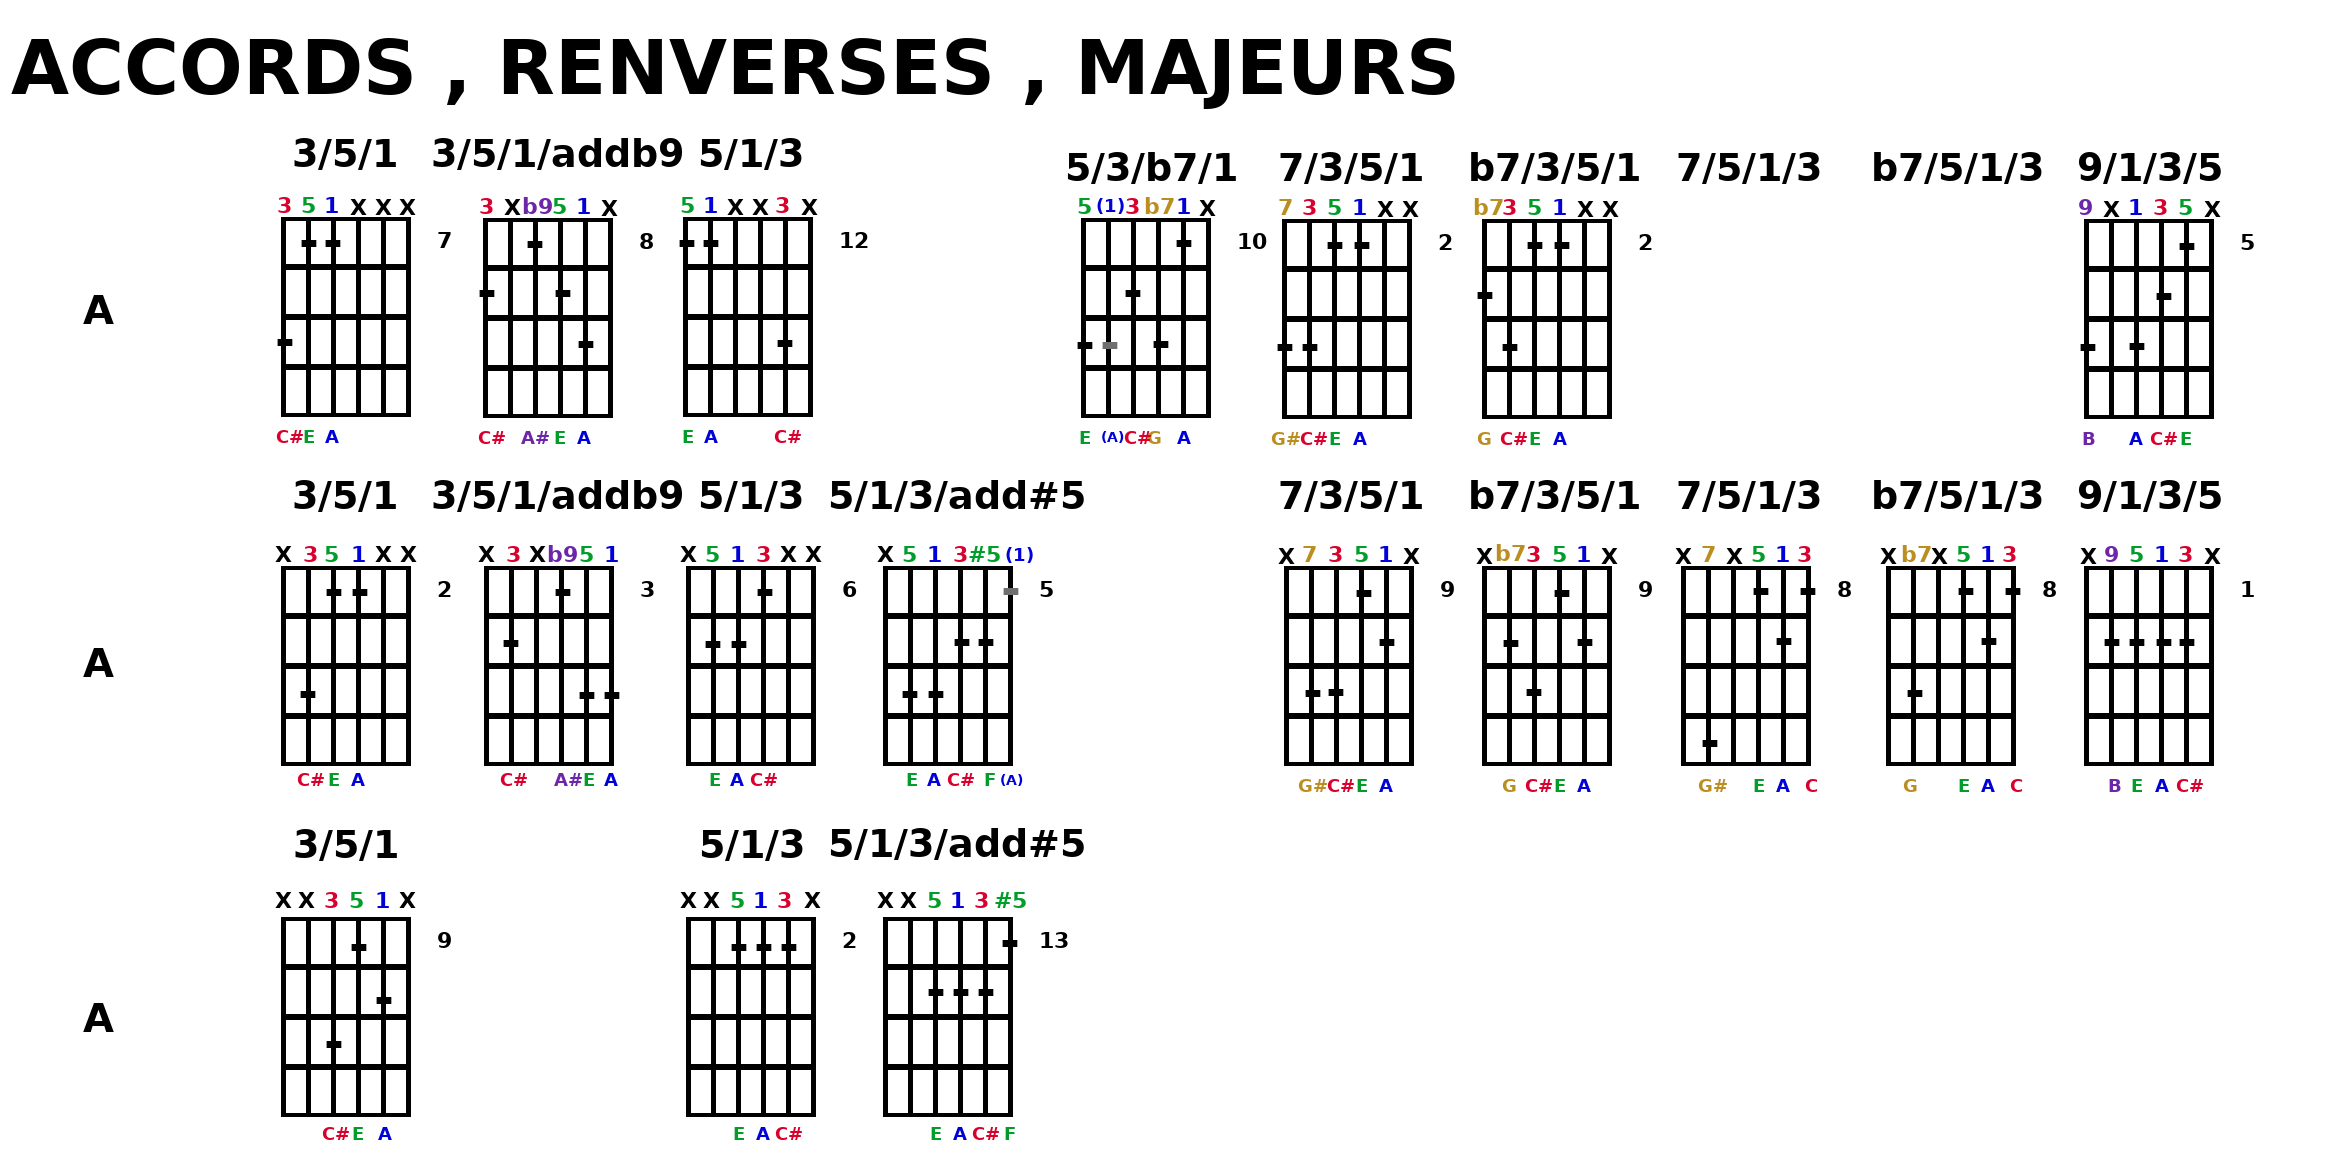 ACCORDS , RENVERSES , MAJEURS
3/5/1 3/5/1/addb9 5/1/3 5/3/b7/1 7/3/5/1 b7/3/5/1 7/5/1/3 b7/5/1/3 9/1/3/5
3 5 1 X X X 3 X b9 5 1 X 5 1 X X 3 X 5 (1) 3 b7 1 X 7 3 5 1 X X b7 3 5 1 X X 9 X 1 3 5 X
7 8 12 10 2 2 5
A
C# E A C# A# E A E A C# E (A) C# G A G# C# E A G C# E A B A C# E
3/5/1 3/5/1/addb9 5/1/3 5/1/3/add#5 7/3/5/1 b7/3/5/1 7/5/1/3 b7/5/1/3 9/1/3/5
X 3 5 1 X X X 3 X b9 5 1 X 5 1 3 X X X 5 1 3 #5 (1) X 7 3 5 1 X X b7 3 5 1 X X 7 X 5 1 3 X b7 X 5 1 3 X 9 5 1 3 X
2 3 6 5 9 9 8 8 1
A
C# E A C# A# E A E A C# E A C# F (A) G# C# E A G C# E A G# E A C G E A C B E A C#
3/5/1 5/1/3 5/1/3/add#5
X X 3 5 1 X X X 5 1 3 X X X 5 1 3 #5
9 2 13
A
C# E A E A C# E A C# F